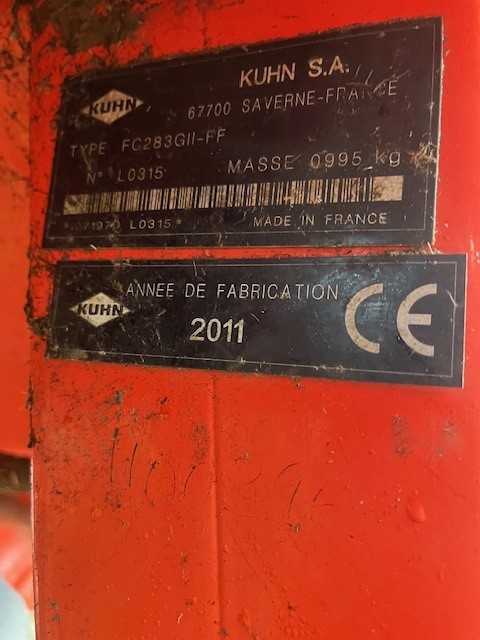 KUHN
KUHN S.A.
67700 SAVERNE-FRANCE
TYPE FC283GII-FF
N° L0315 MASSE 0995 kg
L0315* MADE IN FRANCE
KUHN
ANNEE DE FABRICATION
2011
CE